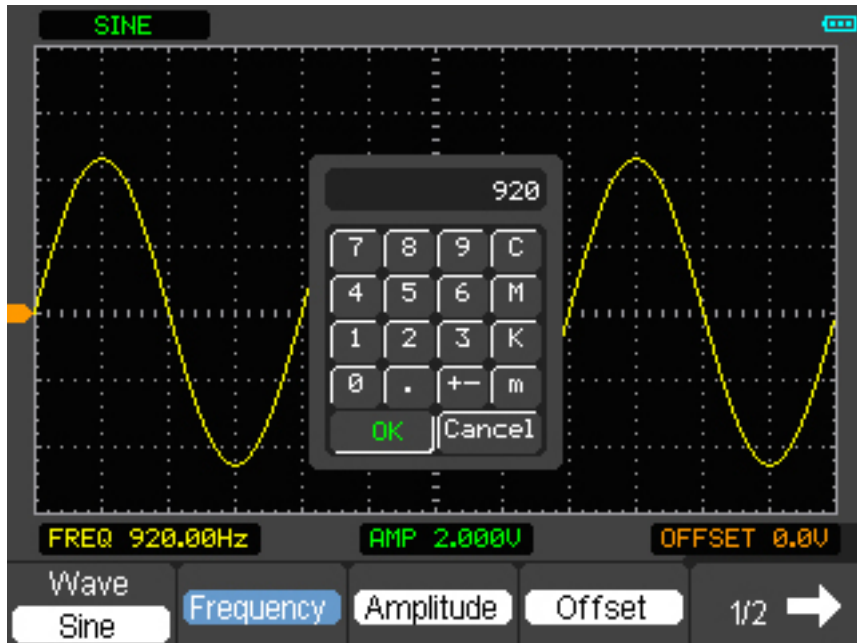 SINE
920
7 8 9 C
4 5 6 M
1 2 3 K
0 . +− m
OK Cancel
FREQ 920.00Hz AMP 2.000V OFFSET 0.0V
Wave
Sine Frequency Amplitude Offset 1/2